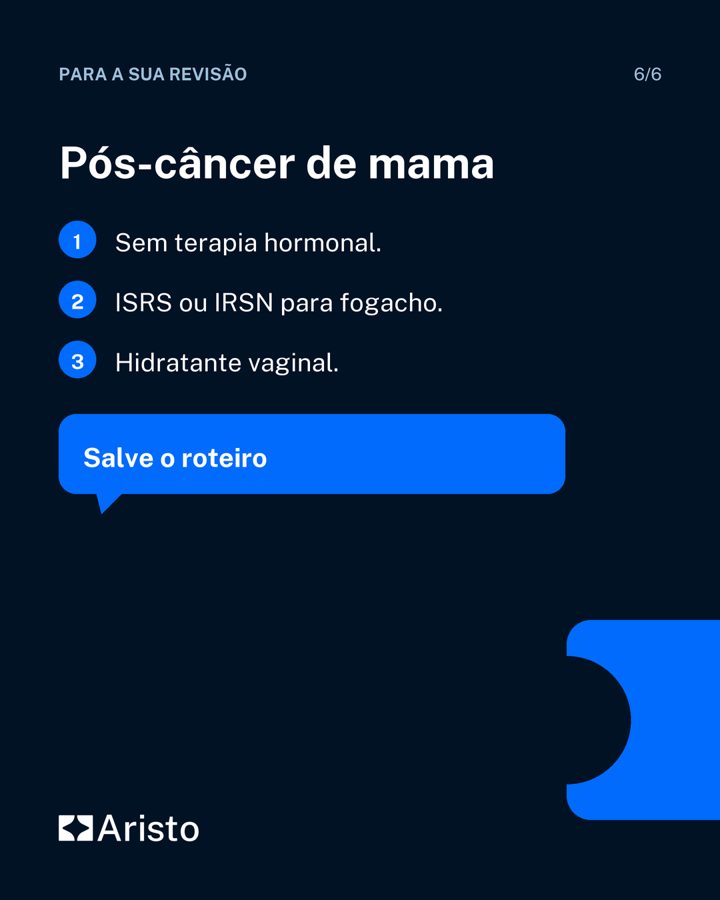 PARA A SUA REVISÃO
6/6
Pós-câncer de mama
1 Sem terapia hormonal.
2 ISRS ou IRSN para fogacho.
3 Hidratante vaginal.
Salve o roteiro
Aristo